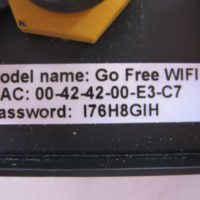 odel name: Go Free WIFI
AC: 00-42-42-00-E3-C7
assword: I76H8GIH